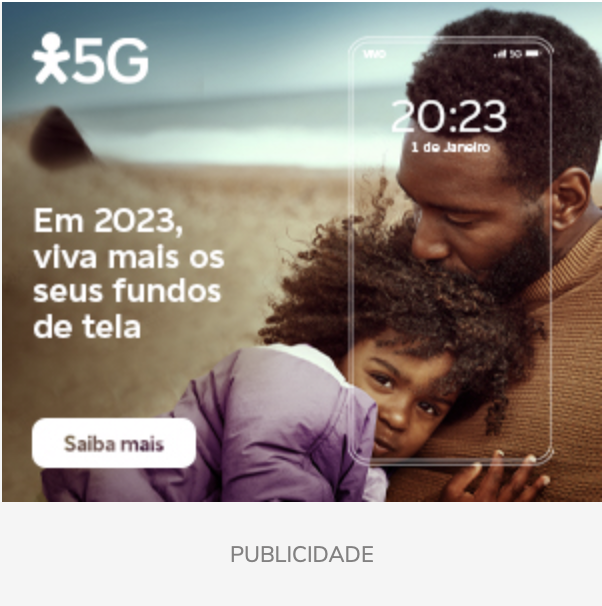 5G
VIVO 5G
20:23
1 de Janeiro
Em 2023,
viva mais os
seus fundos
de tela
Saiba mais
PUBLICIDADE